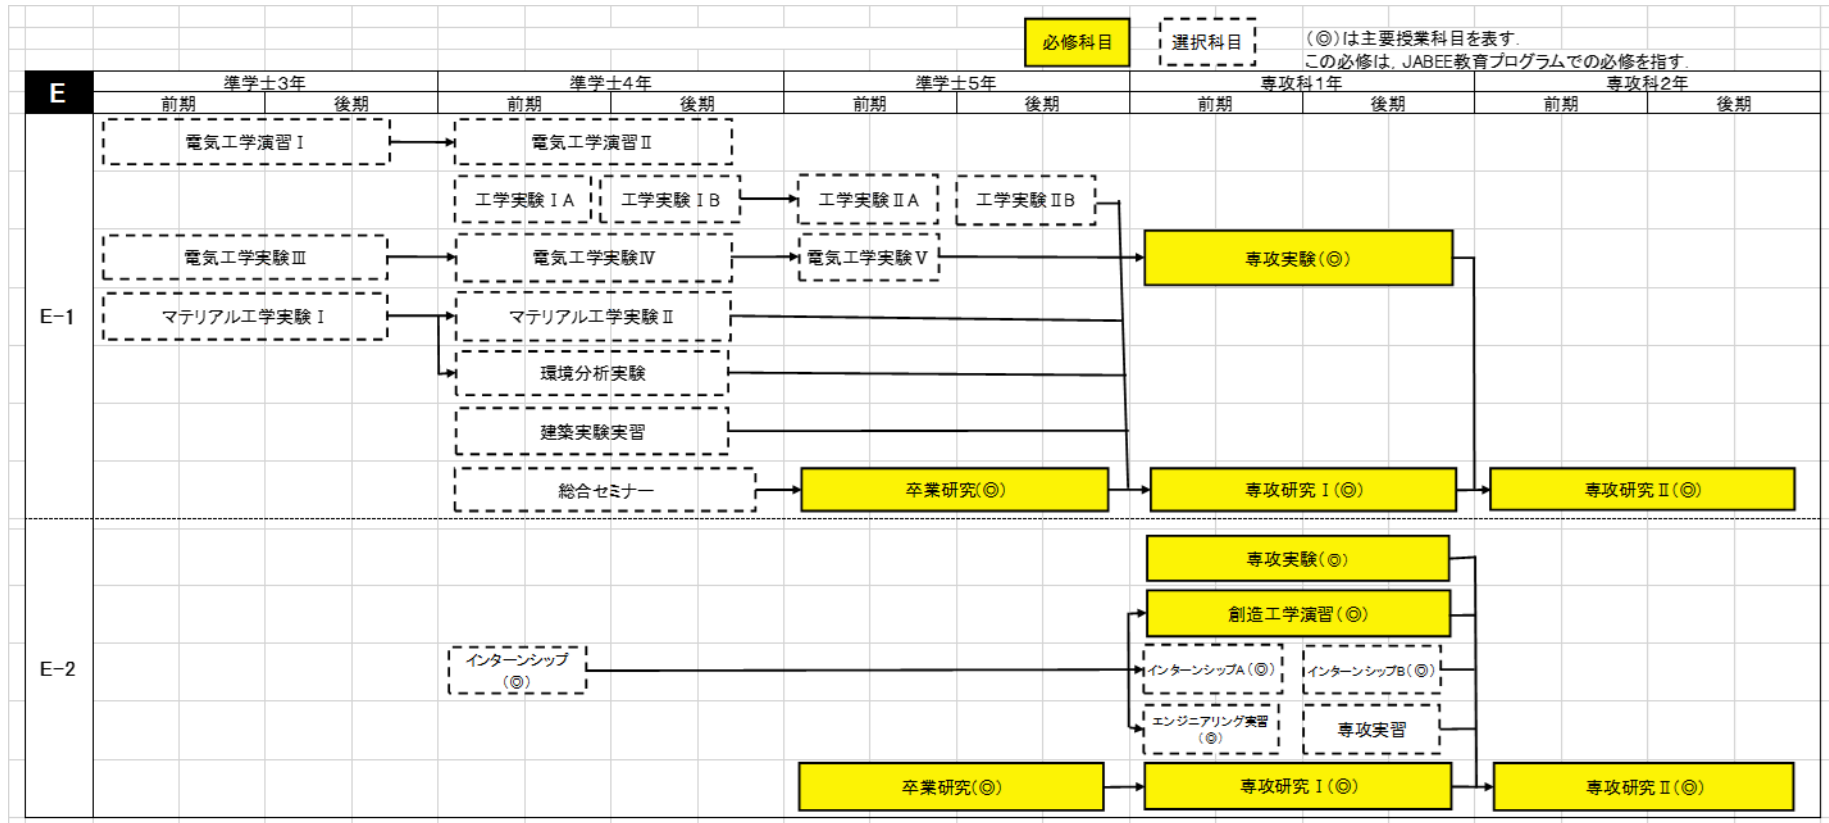 必修科目
選択科目
(◎)は主要授業科目を表す.
この必修は, JABEE教育プログラムでの必修を指す.
E
準学士3年
準学士4年
準学士5年
専攻科1年
専攻科2年
前期
後期
前期
後期
前期
後期
前期
後期
前期
後期
E-1
電気工学演習Ⅰ
電気工学演習Ⅱ
工学実験ⅠA
工学実験ⅠB
工学実験ⅡA
工学実験ⅡB
電気工学実験Ⅲ
電気工学実験Ⅳ
電気工学実験Ⅴ
専攻実験(◎)
マテリアル工学実験Ⅰ
マテリアル工学実験Ⅱ
環境分析実験
建築実験実習
総合セミナー
卒業研究(◎)
専攻研究Ⅰ(◎)
専攻研究Ⅱ(◎)
E-2
専攻実験(◎)
創造工学演習(◎)
インターンシップ
(◎)
インターンシップA(◎)
インターンシップB(◎)
エンジニアリング実習
(◎)
専攻実習
卒業研究(◎)
専攻研究Ⅰ(◎)
専攻研究Ⅱ(◎)